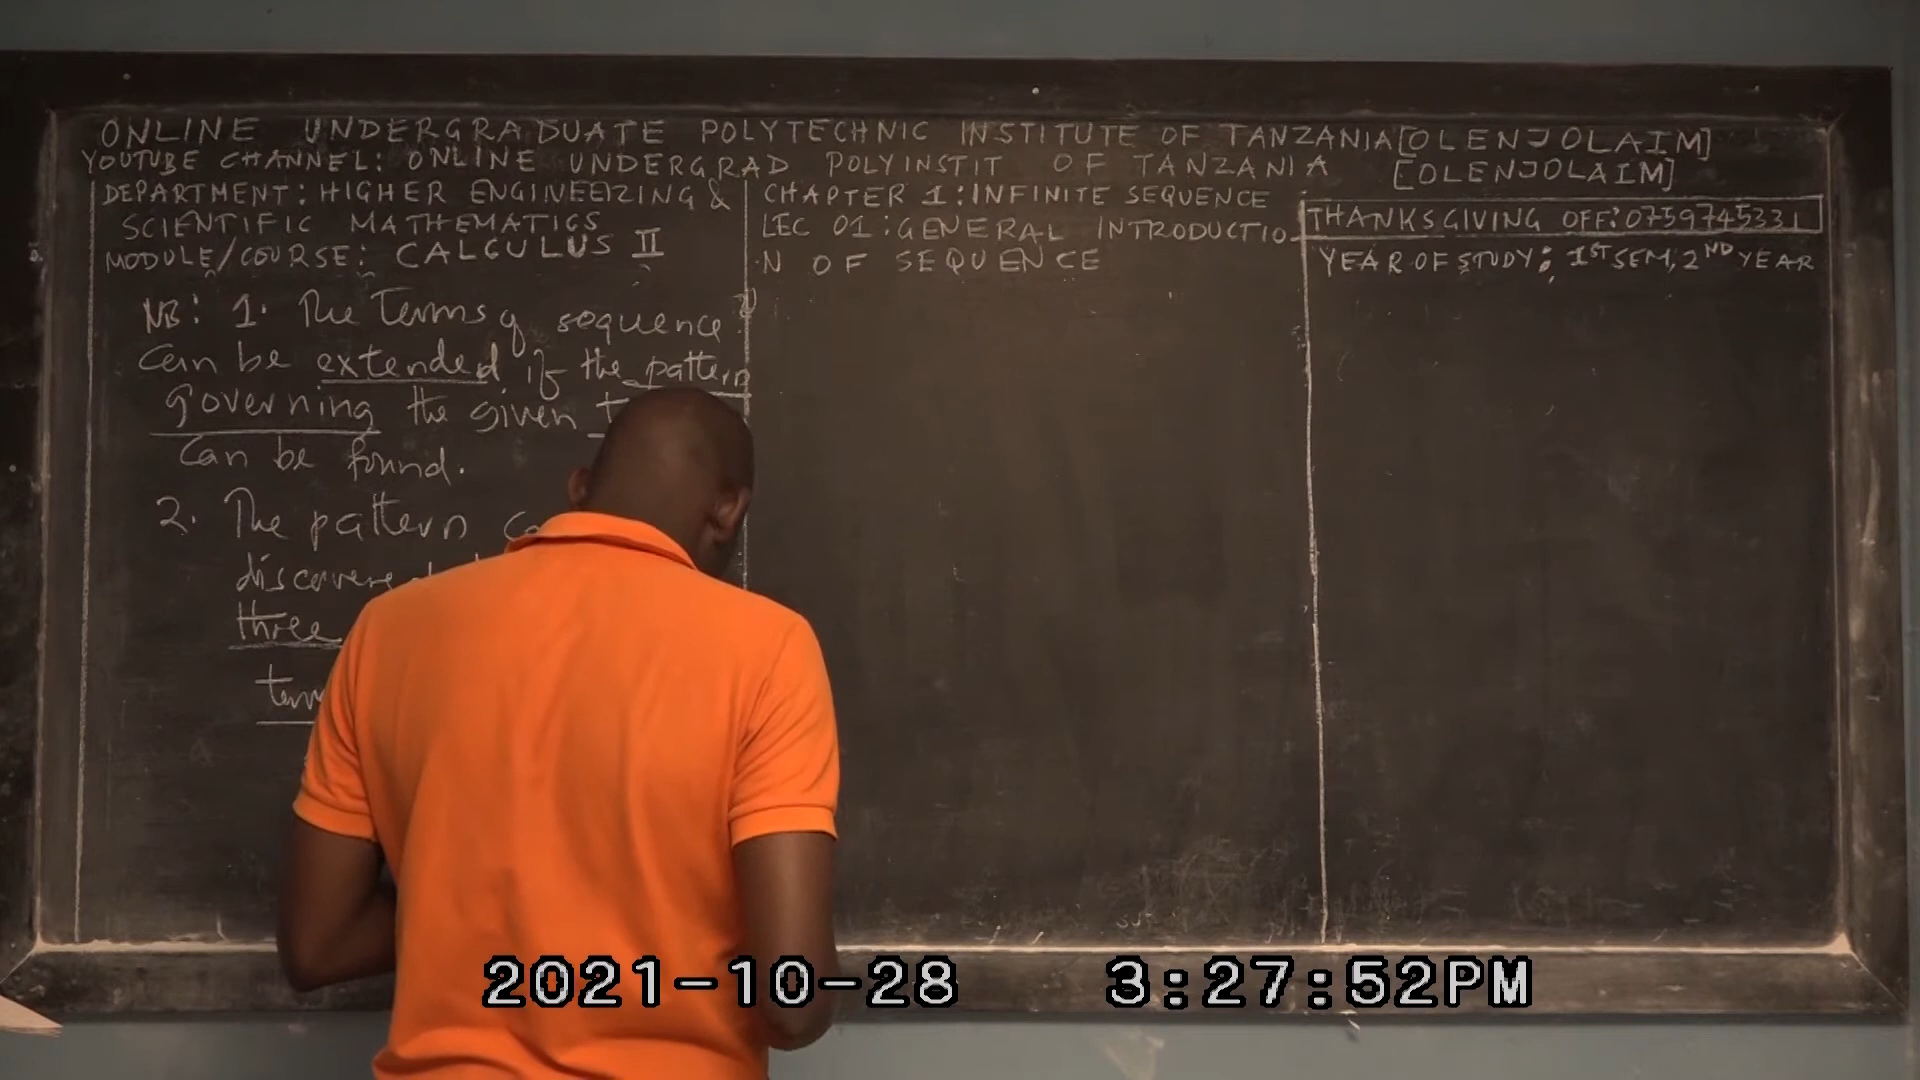 ONLINE UNDERGRADUATE POLYTECHNIC INSTITUTE OF TANZANIA[OLENJOLAIM]
YOUTUBE CHANNEL: ONLINE UNDERGRAD POLYINSTIT OF TANZANIA [OLENJOLAIM]
DEPARTMENT: HIGHER ENGINEERING &
SCIENTIFIC MATHEMATICS
MODULE/COURSE: CALCULUS II
NB: 1. The Terms of sequence
can be extended if the pattern
governing the given
can be found.
2. The pattern
discovered
three
CHAPTER 1: INFINITE SEQUENCE
LEC 01: GENERAL INTRODUCTIO-
N OF SEQUENCE
THANKSGIVING OFF: 0759745331
YEAR OF STUDY: 1ST SEM, 2ND YEAR
2021-10-28 3:27:52PM